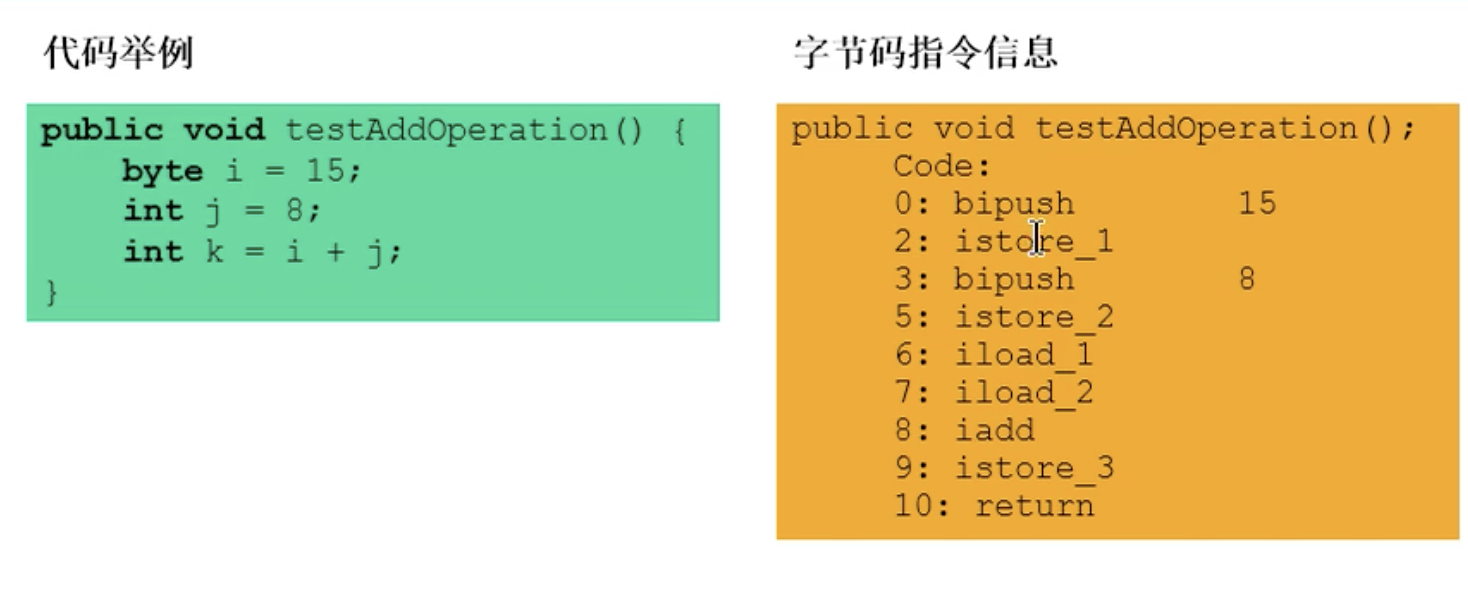 代码举例
public void testAddOperation() {
    byte i = 15;
    int j = 8;
    int k = i + j;
}
字节码指令信息
public void testAddOperation();
    Code:
    0: bipush        15
    2: istore_1
    3: bipush        8
    5: istore_2
    6: iload_1
    7: iload_2
    8: iadd
    9: istore_3
    10: return